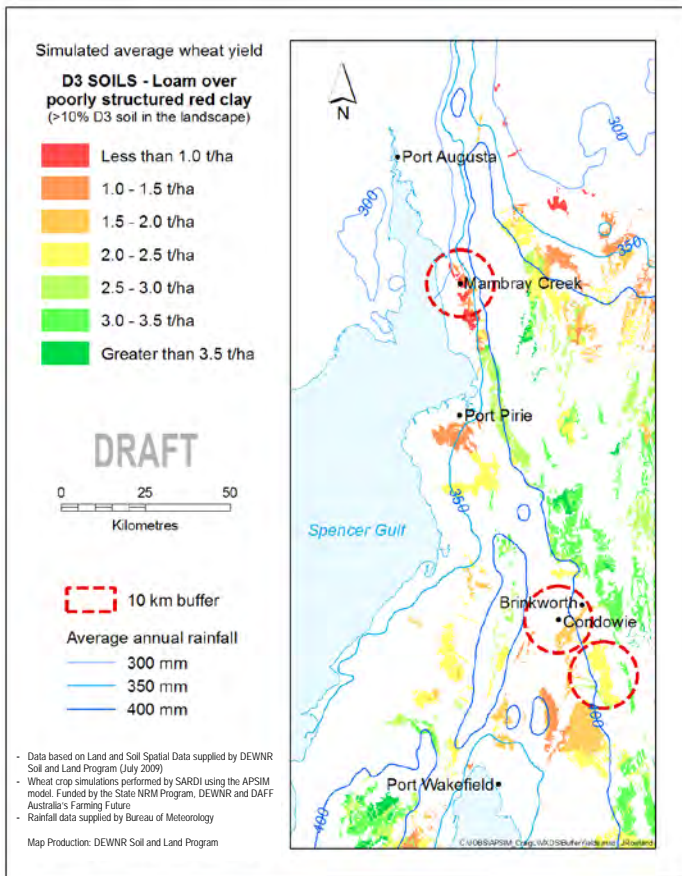 Simulated average wheat yield
D3 SOILS - Loam over
poorly structured red clay
(>10% D3 soil in the landscape)
Less than 1.0 t/ha
1.0 - 1.5 t/ha
1.5 - 2.0 t/ha
2.0 - 2.5 t/ha
2.5 - 3.0 t/ha
3.0 - 3.5 t/ha
Greater than 3.5 t/ha
DRAFT
0 25 50
Kilometres
10 km buffer
Average annual rainfall
300 mm
350 mm
400 mm
- Data based on Land and Soil Spatial Data supplied by DEWNR
Soil and Land Program (July 2009)
- Wheat crop simulations performed by SARDI using the APSIM
model. Funded by the State NRM Program, DEWNR and DAFF
Australia's Farming Future
- Rainfall data supplied by Bureau of Meteorology
Map Production: DEWNR Soil and Land Program
N
300
Port Augusta
300
350
400
Mambray Creek
Port Pirie
350
Spencer Gulf
Brinkworth
Condowie
400
Port Wakefield
400